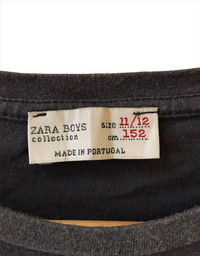 ZARA BOYS
collection
SIZE 11/12
cm 152
MADE IN PORTUGAL